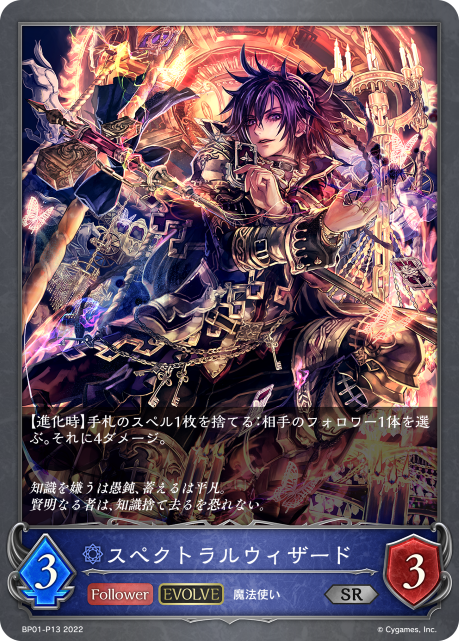 【進化時】手札のスペル1枚を捨てる:相手のフォロワー1体を選
ぶ。それに4ダメージ。
知識を嫌うは愚鈍、蓄えるは平凡。
賢明なる者は、知識捨て去るを恐れない。
3 スペクトラルウィザード 3
Follower EVOLVE 魔法使い SR
BP01-P13 2022 © Cygames, Inc.